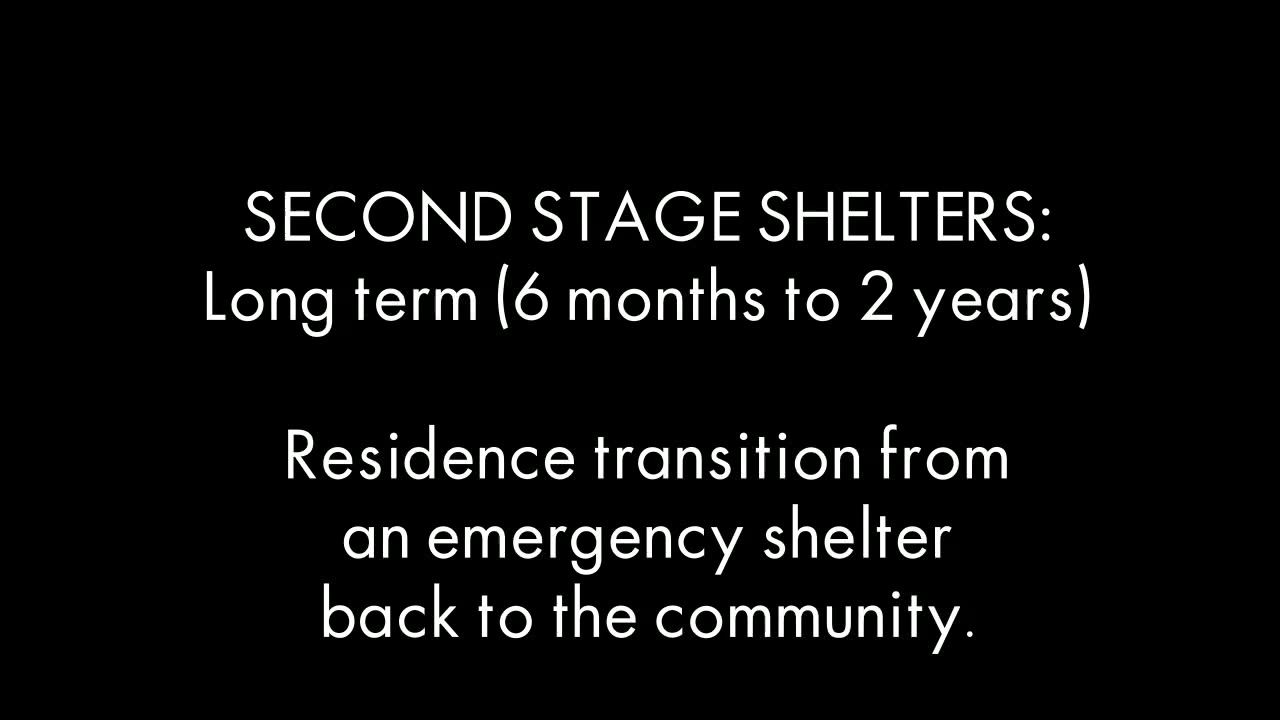 SECOND STAGE SHELTERS:
Long term (6 months to 2 years)
Residence transition from
an emergency shelter
back to the community.